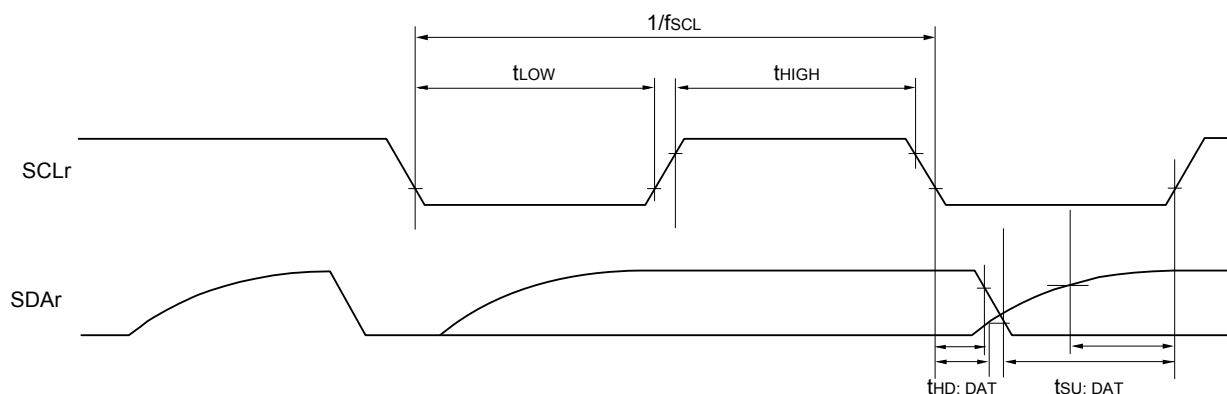 1/fSCL
tLOW tHIGH
SCLr
SDAr
tHD: DAT tSU: DAT